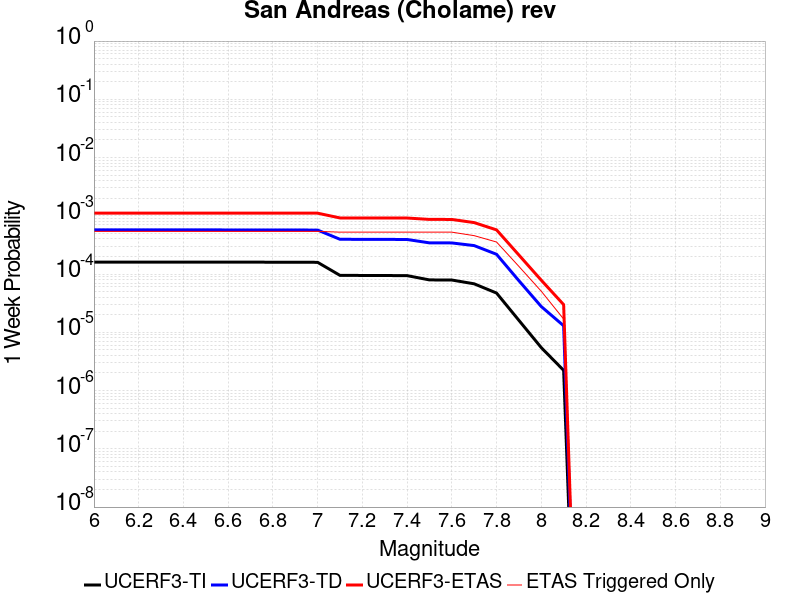 San Andreas (Cholame) rev
10^0
10^-1
10^-2
10^-3
10^-4
10^-5
10^-6
10^-7
10^-8
1 Week Probability
6 6.2 6.4 6.6 6.8 7 7.2 7.4 7.6 7.8 8 8.2 8.4 8.6 8.8 9
Magnitude
UCERF3-TI UCERF3-TD UCERF3-ETAS ETAS Triggered Only